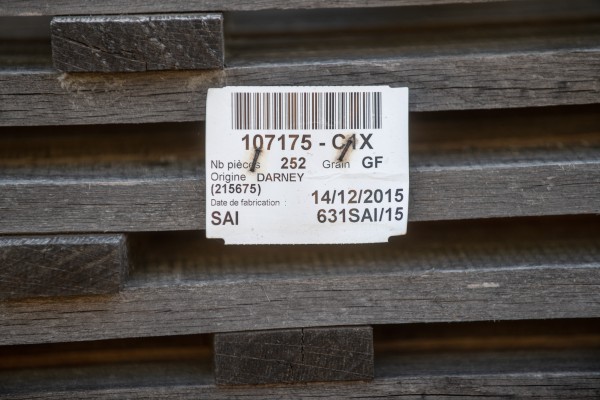 107175 - C1X
Nb pièces 252 Grain GF
Origine DARNEY
(215675)
Date de fabrication : 14/12/2015
SAI 631SAI/15